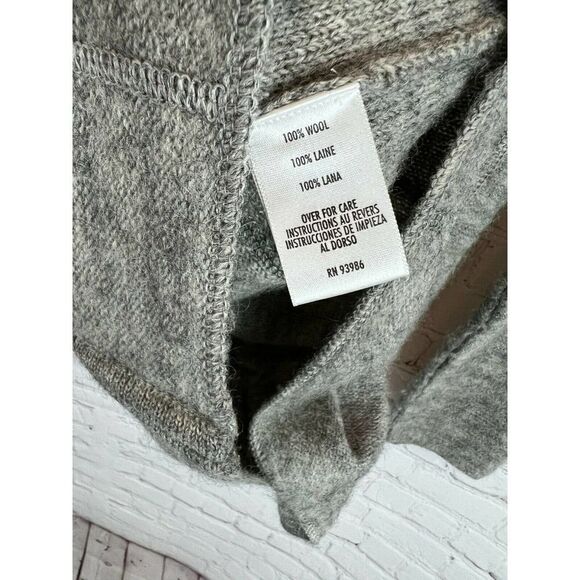 100% WOOL
100% LAINE
100% LANA
OVER FOR CARE
INSTRUCTIONS AU REVERS
INSTRUCCIONES DE IMPIEZA
AL DORSO
RN 93986